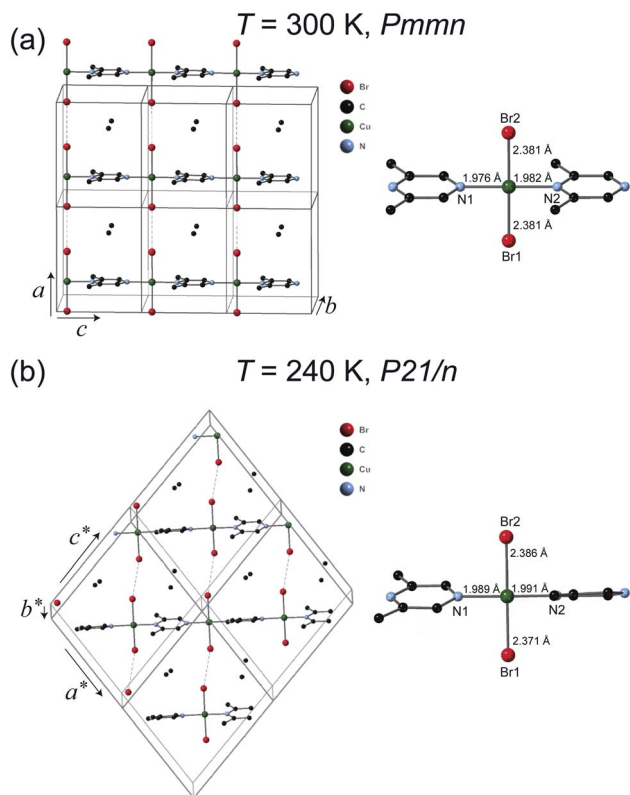 (a)
T = 300 K, Pmmn
Br
C
Cu
N
a
c
b
Br2
2.381 Å
1.976 Å
1.982 Å
N1
N2
2.381 Å
Br1
(b)
T = 240 K, P21/n
Br
C
Cu
N
c*
b*
a*
Br2
2.386 Å
1.989 Å
1.991 Å
N1
N2
2.371 Å
Br1